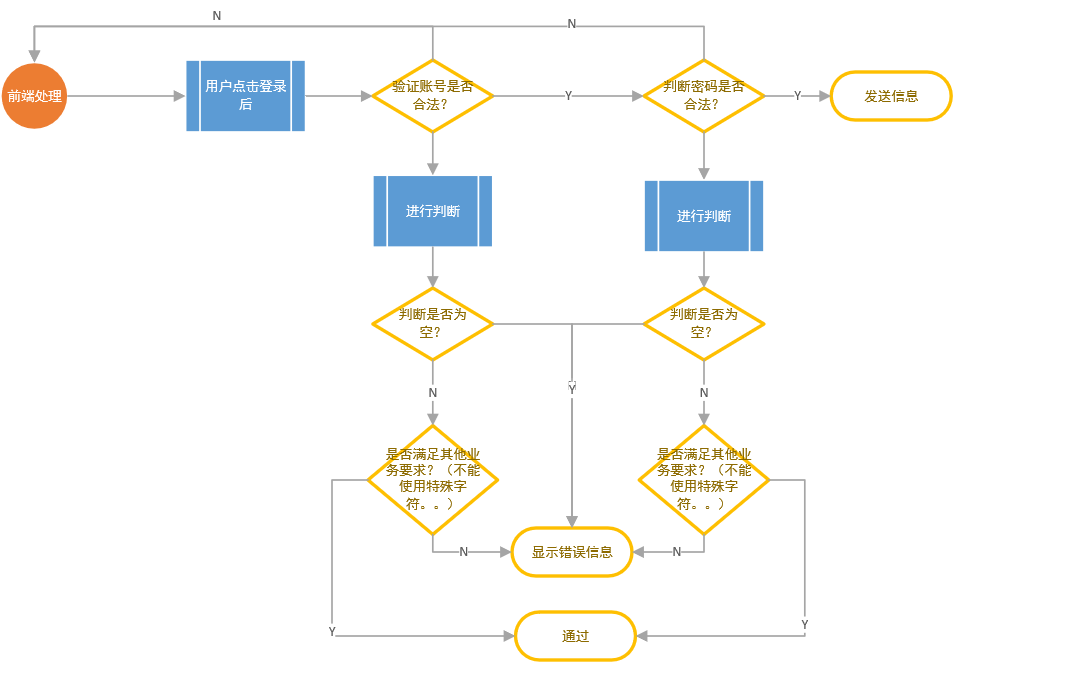 N
N
前端处理
用户点击登录
后
验证账号是否
合法？
Y
判断密码是否
合法？
Y
发送信息
进行判断
进行判断
判断是否为
空？
判断是否为
空？
Y
N
N
是否满足其他业
务要求？（不能
使用特殊字
符。。）
是否满足其他业
务要求？（不能
使用特殊字
符。。）
N
显示错误信息
N
Y
通过
Y